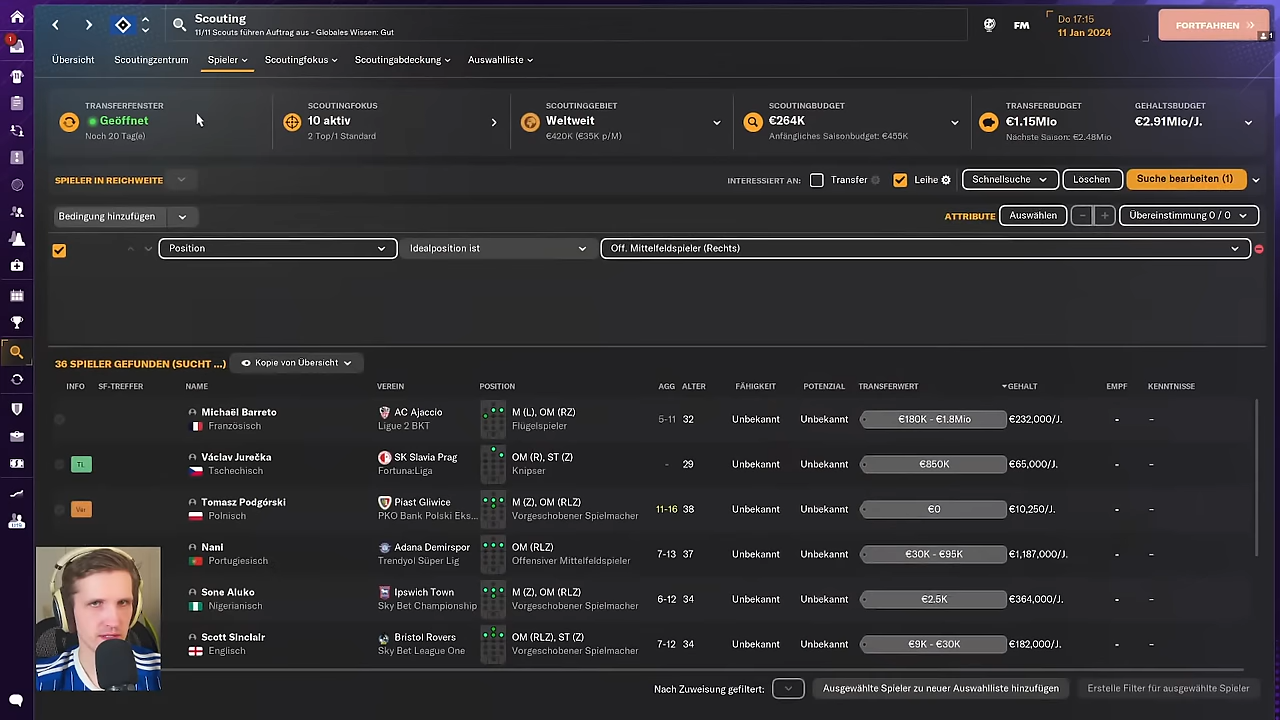 Scouting
11/11 Scouts führen Auftrag aus - Globales Wissen: Gut
FM
Do 17:15
11 Jan 2024
FORTFAHREN
1
1
Übersicht
Scoutingzentrum
Spieler
Scoutingfokus
Scoutingabdeckung
Auswahlliste
TRANSFERFENSTER
Geöffnet
Noch 20 Tag(e)
SCOUTINGFOKUS
10 aktiv
2 Top/1 Standard
SCOUTINGGEBIET
Weltweit
€420K (€35K p/M)
SCOUTINGBUDGET
€264K
Anfängliches Saisonbudget: €455K
TRANSFERBUDGET
€1.15Mio
Nächste Saison: €2.48Mio
GEHALTSBUDGET
€2.91Mio/J.
SPIELER IN REICHWEITE
INTERESSIERT AN:
Transfer
Leihe
Schnellsuche
Löschen
Suche bearbeiten (1)
Bedingung hinzufügen
ATTRIBUTE
Auswählen
Übereinstimmung 0 / 0
Position
Idealposition ist
Off. Mittelfeldspieler (Rechts)
36 SPIELER GEFUNDEN (SUCHT ...)
Kopie von Übersicht
INFO SF-TREFFER NAME VEREIN POSITION AGG ALTER FÄHIGKEIT POTENZIAL TRANSFERWERT GEHALT EMPF KENNTNISSE
Michaël Barreto AC Ajaccio M (L), OM (RZ) 5-11 32 Unbekannt Unbekannt €180K - €1.8Mio €232,000/J. - -
Französisch Ligue 2 BKT Flügelspieler
TL Václav Jurečka SK Slavia Prag OM (R), ST (Z) - 29 Unbekannt Unbekannt €850K €65,000/J. - -
Tschechisch Fortuna:Liga Knipser
Var Tomasz Podgórski Piast Gliwice M (Z), OM (RLZ) 11-16 38 Unbekannt Unbekannt €0 €10,250/J. - -
Polnisch PKO Bank Polski Eks... Vorgeschobener Spielmacher
Nani Adana Demirspor OM (RLZ) 7-13 37 Unbekannt Unbekannt €30K - €95K €1,187,000/J. - -
Portugiesisch Trendyol Süper Lig Offensiver Mittelfeldspieler
Sone Aluko Ipswich Town M (Z), OM (RLZ) 6-12 34 Unbekannt Unbekannt €2.5K €364,000/J. - -
Nigerianisch Sky Bet Championship Vorgeschobener Spielmacher
Scott Sinclair Bristol Rovers OM (RLZ), ST (Z) 7-12 34 Unbekannt Unbekannt €9K - €30K €182,000/J. - -
Englisch Sky Bet League One Vorgeschobener Spielmacher
Nach Zuweisung gefiltert:
Ausgewählte Spieler zu neuer Auswahlliste hinzufügen
Erstelle Filter für ausgewählte Spieler